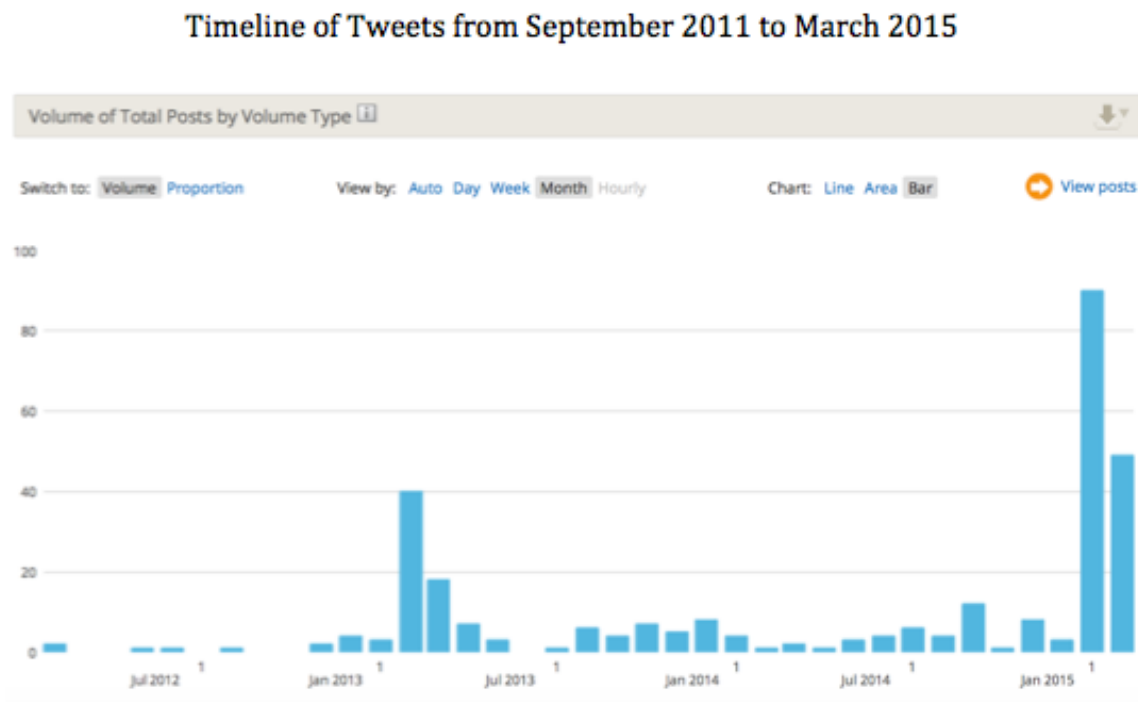 Timeline of Tweets from September 2011 to March 2015
Volume of Total Posts by Volume Type i
Switch to: Volume Proportion View by: Auto Day Week Month Hourly Chart: Line Area Bar View posts
100
80
60
40
20
0
1 1 1 1 1 1
Jul 2012 Jan 2013 Jul 2013 Jan 2014 Jul 2014 Jan 2015